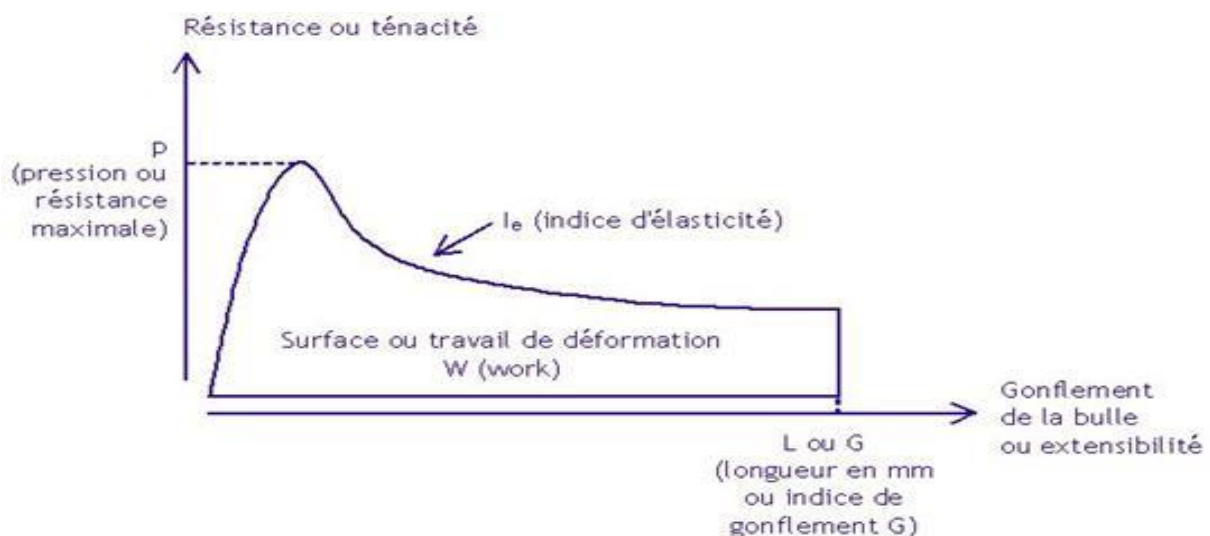 Résistance ou ténacité
P
(pression ou
résistance
maximale)
Ie (indice d'élasticité)
Surface ou travail de déformation
W (work)
Gonflement
de la bulle
ou extensibilité
L ou G
(longueur en mm
ou indice de
gonflement G)